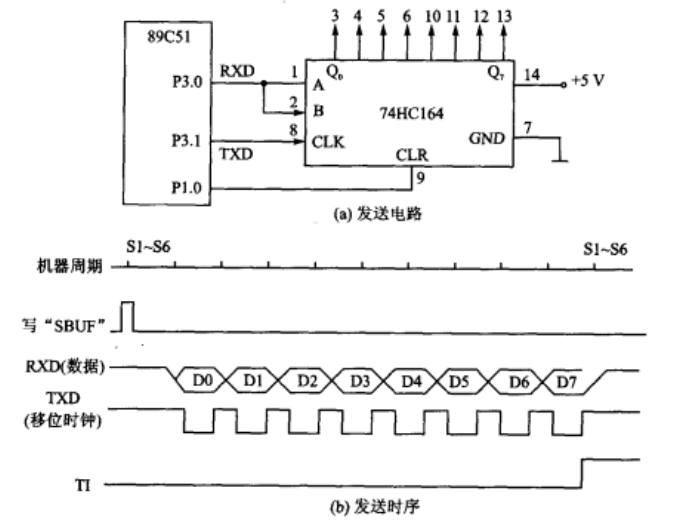 3 4 5 6 10 11 12 13
89C51
P3.0 RXD 1 A Q₀ Q₇ 14 +5 V
2 B 74HC164
P3.1 TXD 8 CLK GND 7
CLR
P1.0 9
(a) 发送电路
S1~S6 S1~S6
机器周期
写“SBUF”
RXD(数据) D0 D1 D2 D3 D4 D5 D6 D7
TXD
(移位时钟)
TI
(b) 发送时序